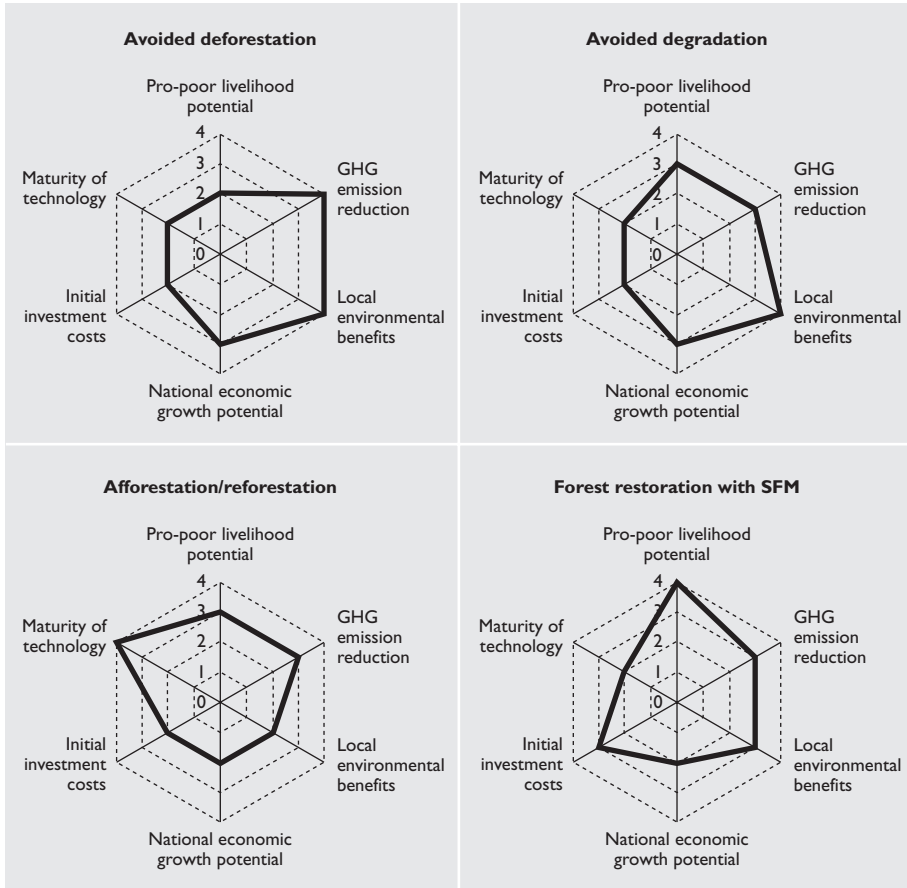 Avoided deforestation
Pro-poor livelihood
potential
4
3
2
1
0
GHG
emission
reduction
Maturity of
technology
Initial
investment
costs
Local
environmental
benefits
National economic
growth potential
Avoided degradation
Pro-poor livelihood
potential
4
3
2
1
0
GHG
emission
reduction
Maturity of
technology
Initial
investment
costs
Local
environmental
benefits
National economic
growth potential
Afforestation/reforestation
Pro-poor livelihood
potential
4
3
2
1
0
GHG
emission
reduction
Maturity of
technology
Initial
investment
costs
Local
environmental
benefits
National economic
growth potential
Forest restoration with SFM
Pro-poor livelihood
potential
4
3
2
1
0
GHG
emission
reduction
Maturity of
technology
Initial
investment
costs
Local
environmental
benefits
National economic
growth potential